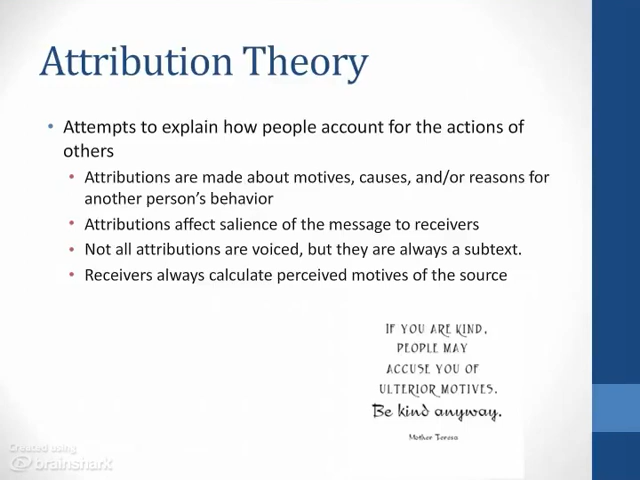 Attribution Theory
• Attempts to explain how people account for the actions of
others
• Attributions are made about motives, causes, and/or reasons for
another person's behavior
• Attributions affect salience of the message to receivers
• Not all attributions are voiced, but they are always a subtext.
• Receivers always calculate perceived motives of the source
IF YOU ARE KIND,
PEOPLE MAY
ACCUSE YOU OF
ULTERIOR MOTIVES.
Be kind anyway.
Mother Teresa
Created using
brainshark